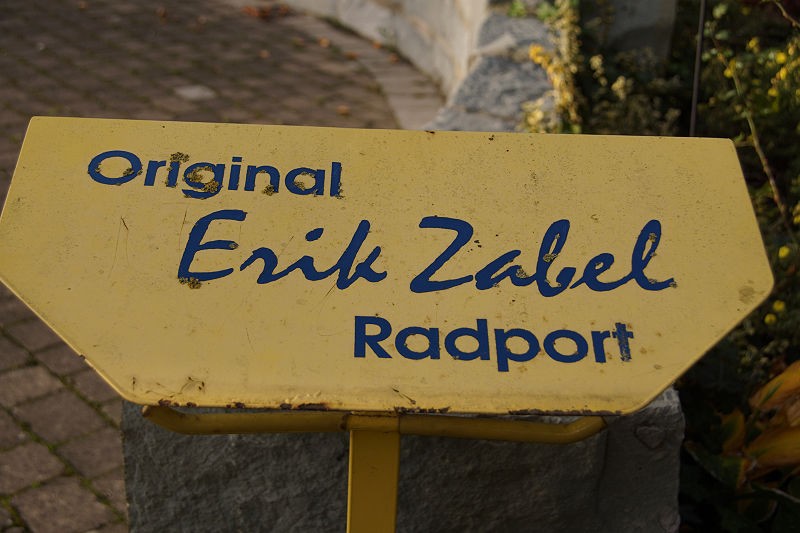 Original
Erik Zabel
Radport